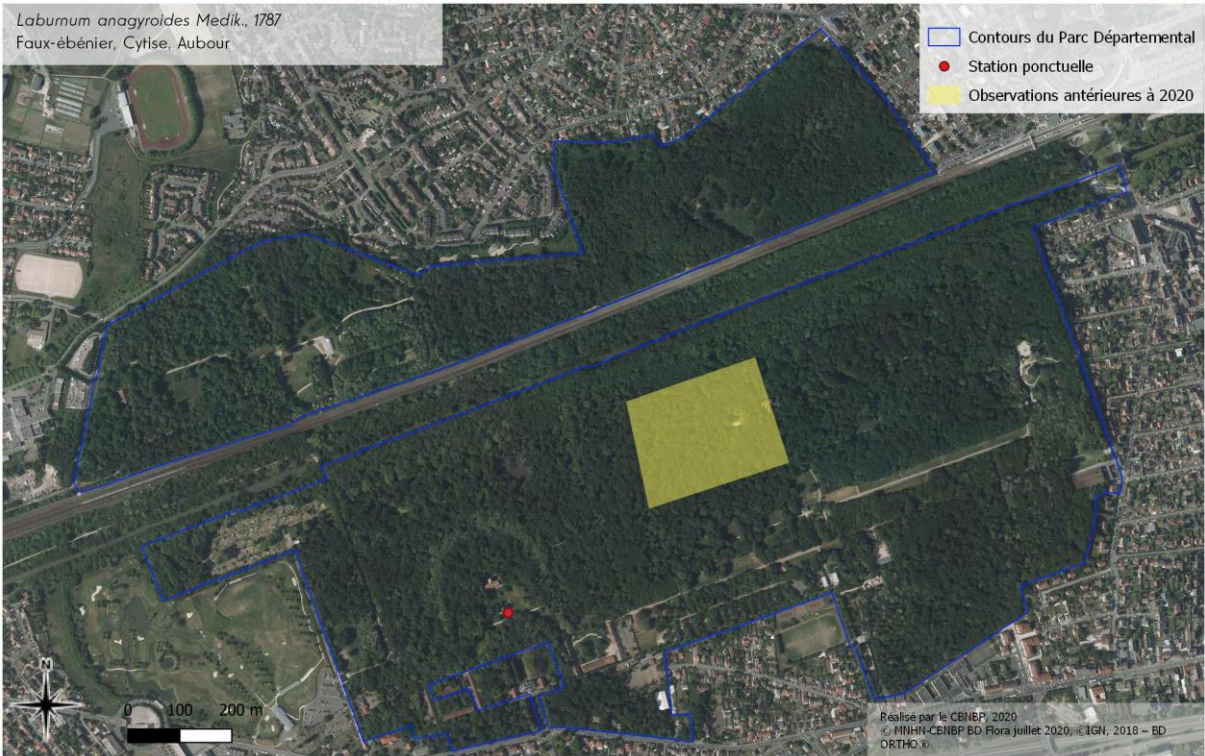 Laburnum anagyroides Medik., 1787
Faux-ébénier, Cytise, Aubour
Contours du Parc Départemental
Station ponctuelle
Observations antérieures à 2020
N
0 100 200 m
Réalisé par le CBNBP, 2020
© MNHN-CBNBP BD Flora juillet 2020, ©IGN, 2018 – BD
ORTHO®